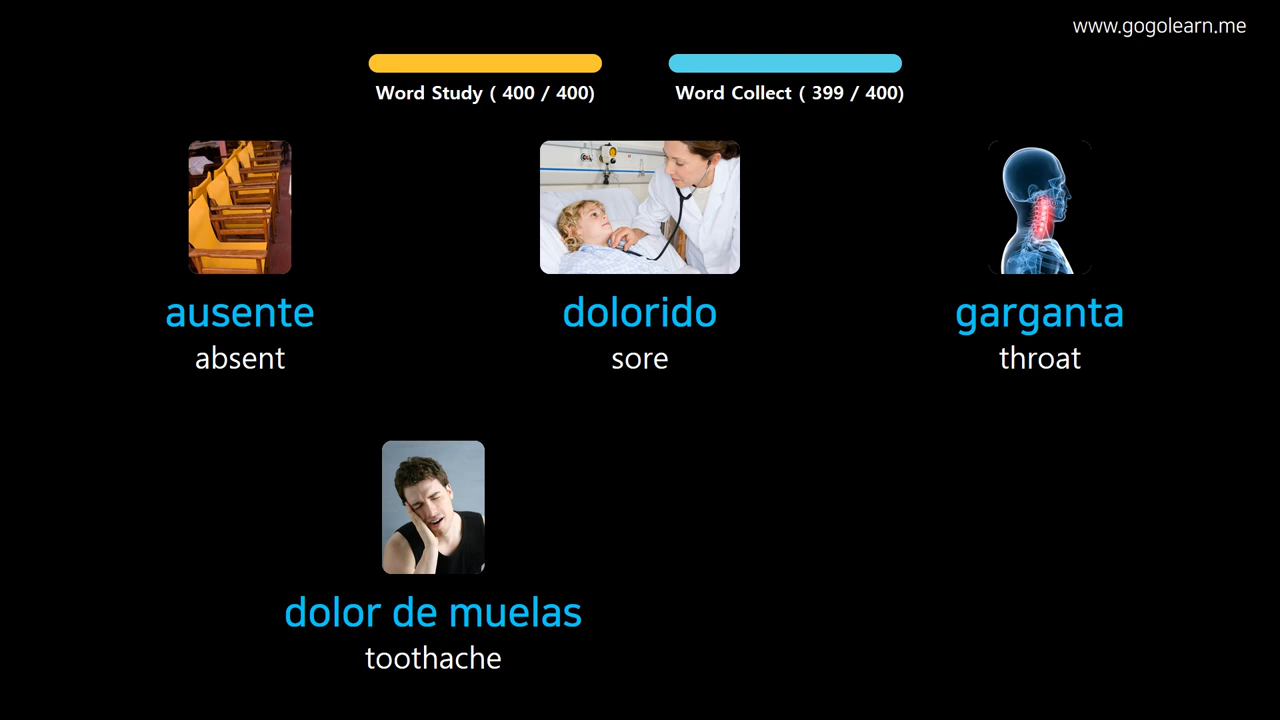 www.gogolearn.me
Word Study ( 400 / 400)
Word Collect ( 399 / 400)
ausente
absent
dolorido
sore
garganta
throat
dolor de muelas
toothache